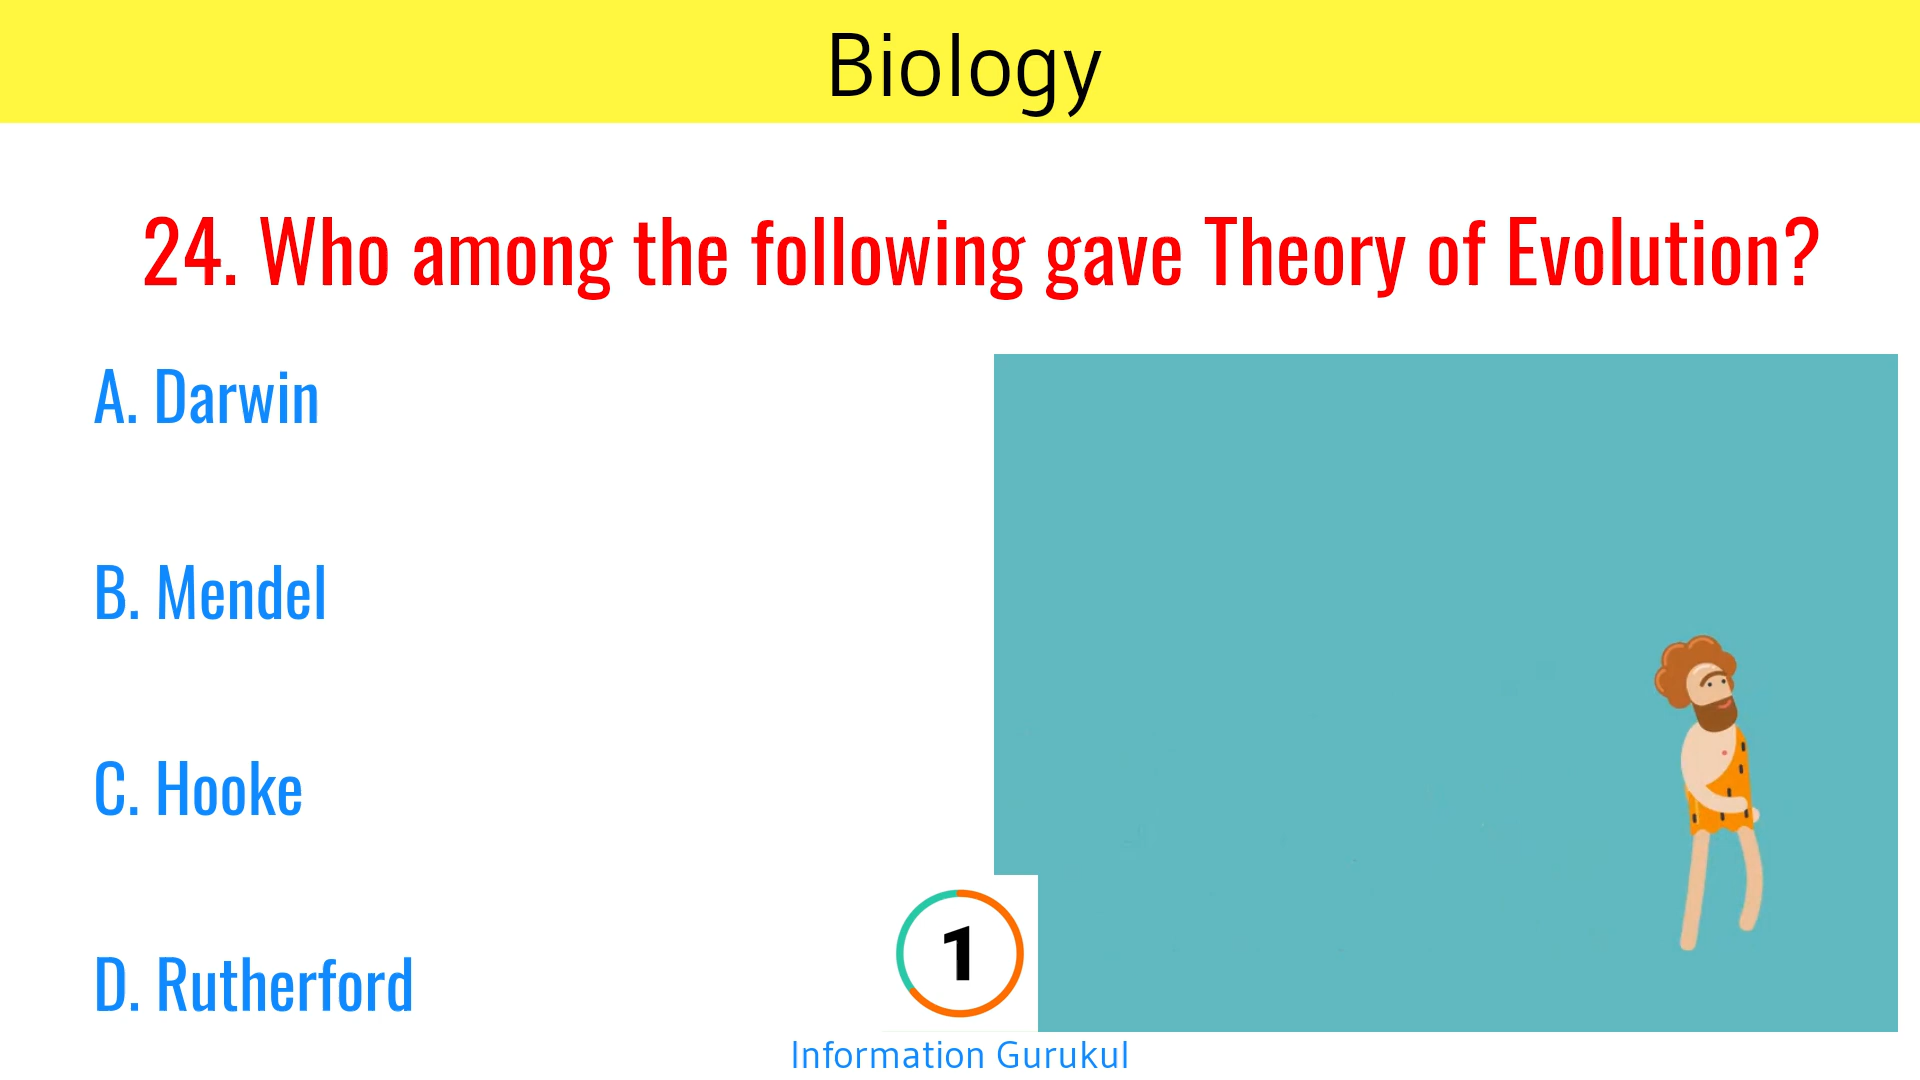 Biology
24. Who among the following gave Theory of Evolution?
A. Darwin
B. Mendel
C. Hooke
D. Rutherford
1
Information Gurukul